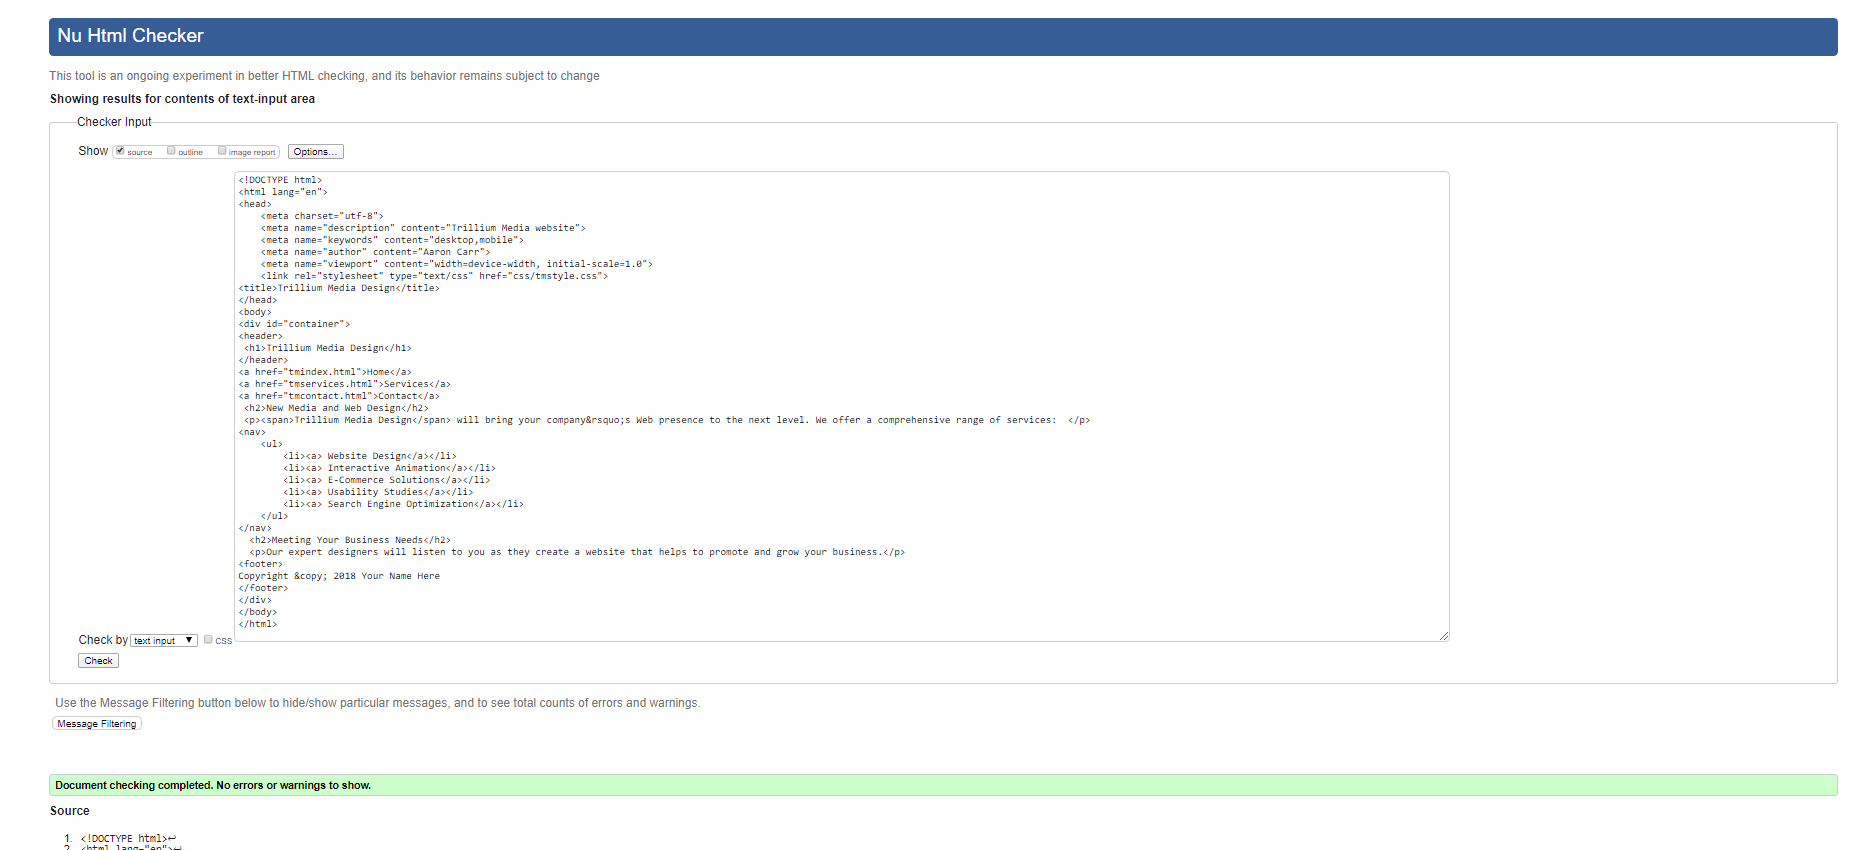 Nu Html Checker
This tool is an ongoing experiment in better HTML checking, and its behavior remains subject to change
Showing results for contents of text-input area
Checker Input
Show source outline image report Options...
<!DOCTYPE html>
<html lang="en">
<head>
    <meta charset="utf-8">
    <meta name="description" content="Trillium Media website">
    <meta name="keywords" content="desktop,mobile">
    <meta name="author" content="Aaron Carr">
    <meta name="viewport" content="width=device-width, initial-scale=1.0">
    <link rel="stylesheet" type="text/css" href="css/tmstyle.css">
<title>Trillium Media Design</title>
</head>
<body>
<div id="container">
<header>
 <h1>Trillium Media Design</h1>
</header>
<a href="tmindex.html">Home</a>
<a href="tmservices.html">Services</a>
<a href="tmcontact.html">Contact</a>
 <h2>New Media and Web Design</h2>
 <p><span>Trillium Media Design</span> will bring your company&rsquo;s Web presence to the next level. We offer a comprehensive range of services:  </p>
<nav>
    <ul>
        <li><a> Website Design</a></li>
        <li><a> Interactive Animation</a></li>
        <li><a> E-Commerce Solutions</a></li>
        <li><a> Usability Studies</a></li>
        <li><a> Search Engine Optimization</a></li>
    </ul>
</nav>
  <h2>Meeting Your Business Needs</h2>
  <p>Our expert designers will listen to you as they create a website that helps to promote and grow your business.</p>
<footer>
Copyright &copy; 2018 Your Name Here
</footer>
</div>
</body>
</html>
Check by text input css
Check
Use the Message Filtering button below to hide/show particular messages, and to see total counts of errors and warnings.
Message Filtering
Document checking completed. No errors or warnings to show.
Source
1. <!DOCTYPE html>↩
2. <html lang="en">↩